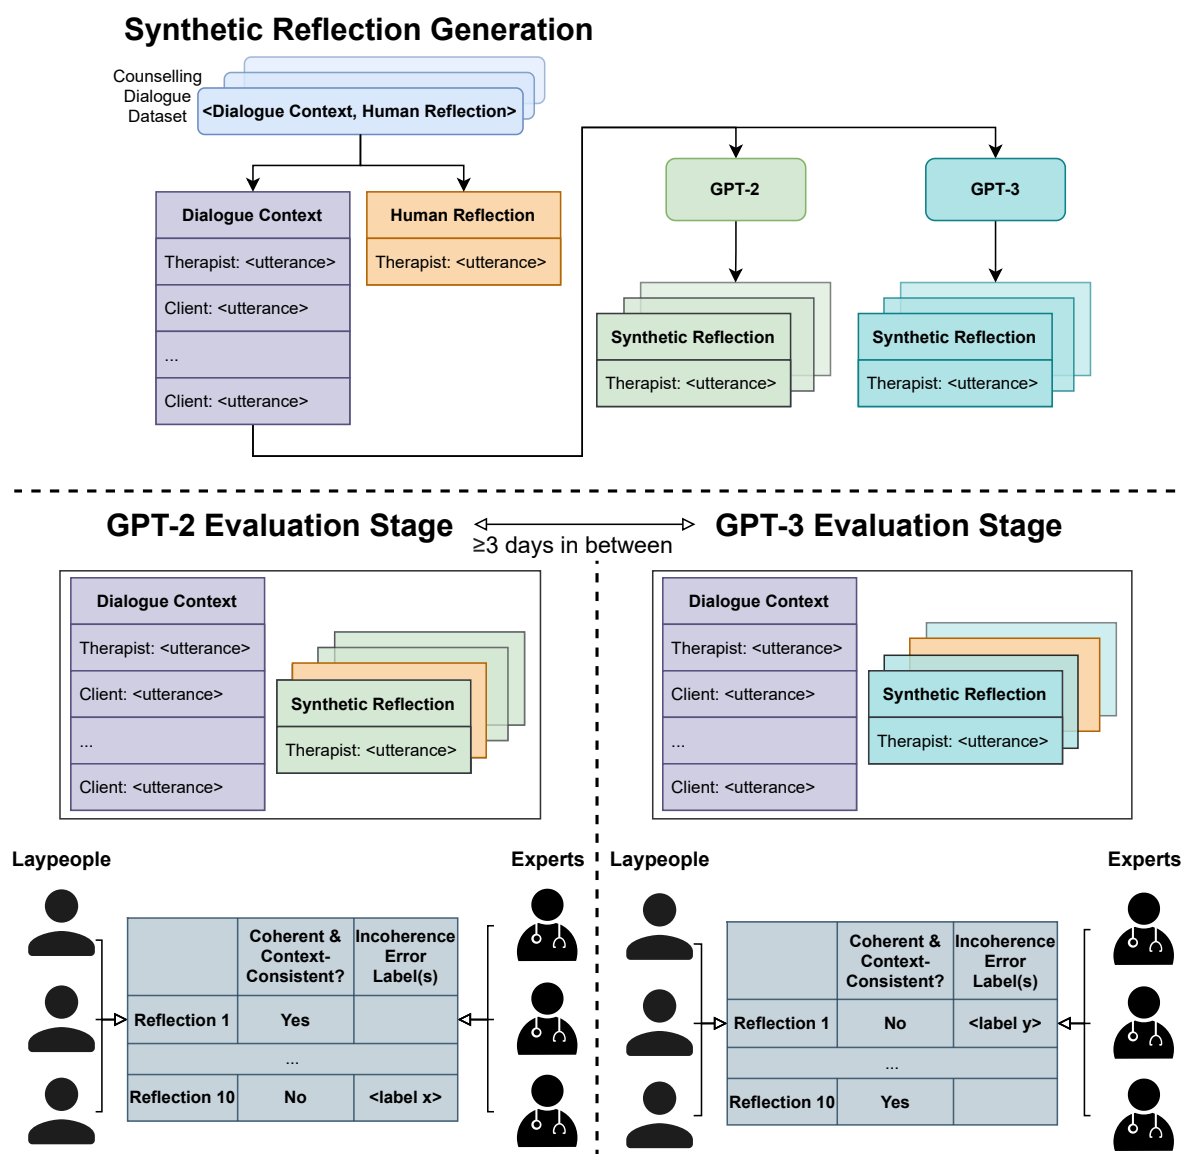 Synthetic Reflection Generation
Counselling
Dialogue
Dataset
<Dialogue Context, Human Reflection>
Dialogue Context
Therapist: <utterance>
Client: <utterance>
...
Client: <utterance>
Human Reflection
Therapist: <utterance>
GPT-2
GPT-3
Synthetic Reflection
Therapist: <utterance>
Synthetic Reflection
Therapist: <utterance>
GPT-2 Evaluation Stage
≥3 days in between
GPT-3 Evaluation Stage
Dialogue Context
Therapist: <utterance>
Client: <utterance>
...
Client: <utterance>
Synthetic Reflection
Therapist: <utterance>
Dialogue Context
Therapist: <utterance>
Client: <utterance>
...
Client: <utterance>
Synthetic Reflection
Therapist: <utterance>
Laypeople
Experts
Coherent &
Context-
Consistent?
Incoherence
Error
Label(s)
Reflection 1
Yes
...
Reflection 10
No
<label x>
Laypeople
Experts
Coherent &
Context-
Consistent?
Incoherence
Error
Label(s)
Reflection 1
No
<label y>
...
Reflection 10
Yes